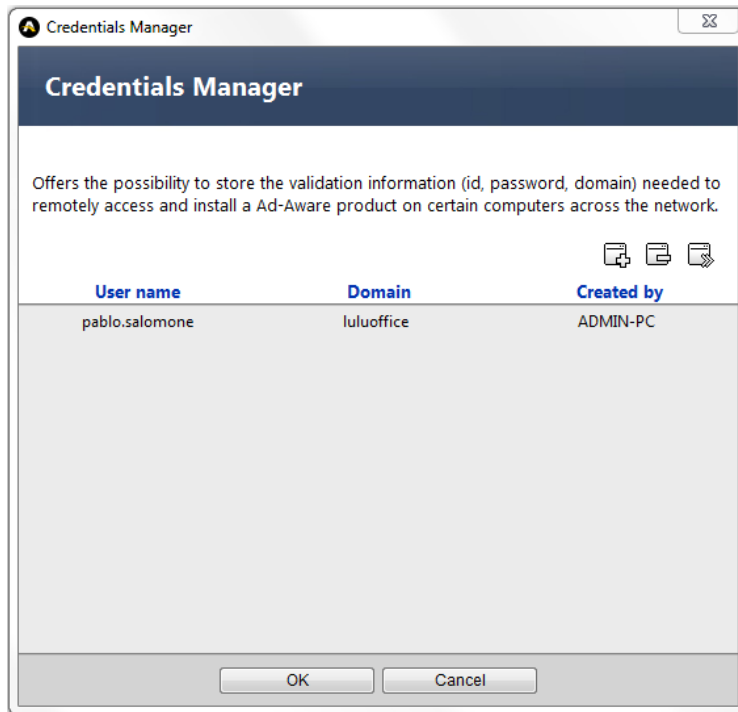 Credentials Manager
Credentials Manager
Offers the possibility to store the validation information (id, password, domain) needed to
remotely access and install a Ad-Aware product on certain computers across the network.
User name Domain Created by
pablo.salomone luluoffice ADMIN-PC
OK Cancel